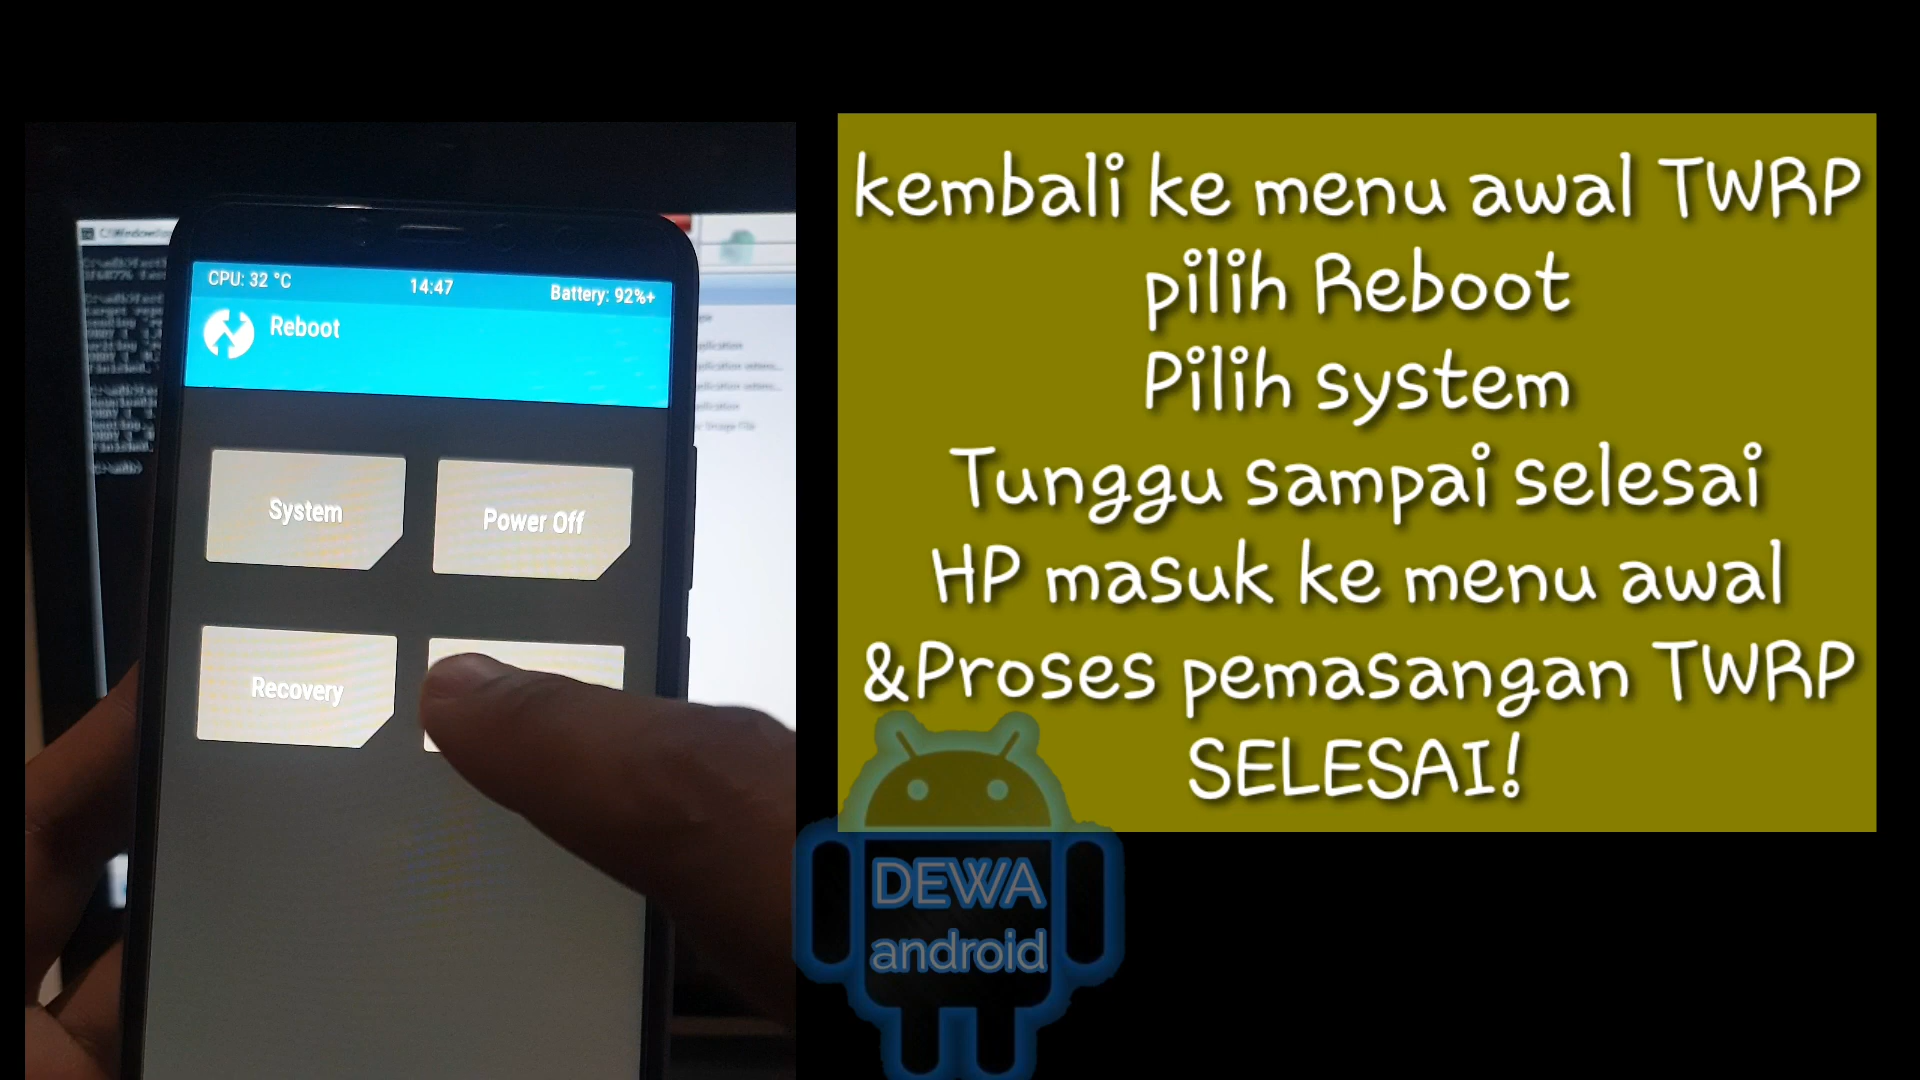 kembali ke menu awal TWRP
pilih Reboot
Pilih system
Tunggu sampai selesai
HP masuk ke menu awal
&Proses pemasangan TWRP
SELESAI!
CPU: 32 °C
14:47
Battery: 92%+
Reboot
System
Power Off
Recovery
DEWA
android